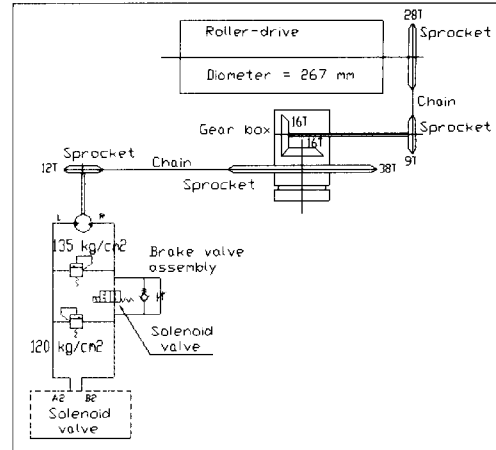 28T
Roller-drive
Sprocket
Diameter = 267 mm
Chain
16T
Gear box
Sprocket
16T
Sprocket
9T
12T
Chain
38T
Sprocket
L
R
135 kg/cm2
Brake valve
assembly
Solenoid
valve
120 kg/cm2
A2
B2
Solenoid
valve